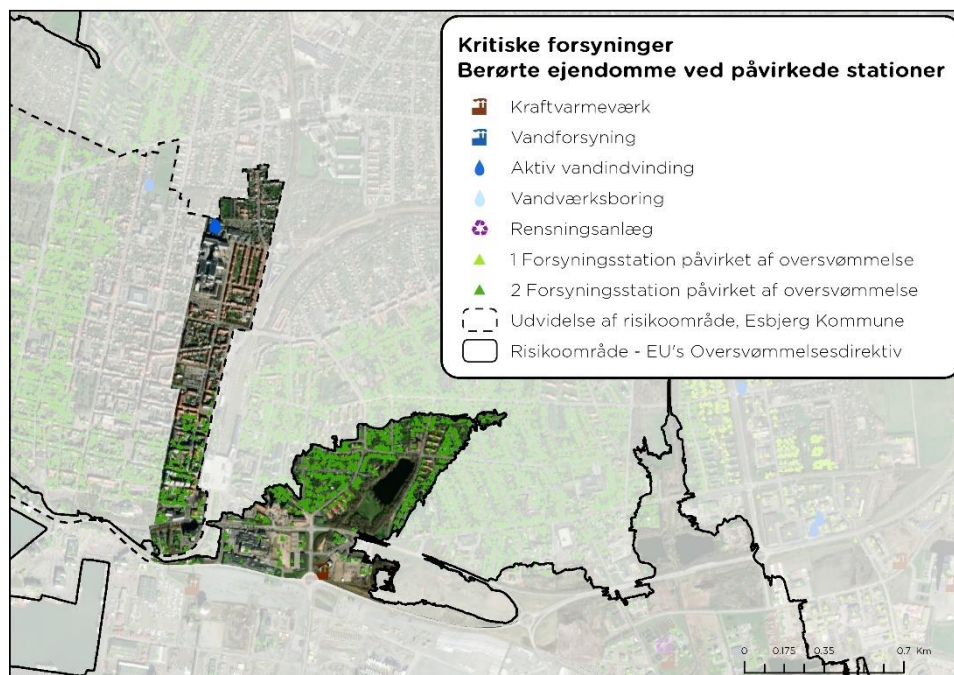 Kritiske forsyninger
Berørte ejendomme ved påvirkede stationer
Kraftvarmeværk
Vandforsyning
Aktiv vandindvinding
Vandværksboring
Rensningsanlæg
1 Forsyningsstation påvirket af oversvømmelse
2 Forsyningsstation påvirket af oversvømmelse
Udvidelse af risikoområde, Esbjerg Kommune
Risikoområde - EU's Oversvømmelsesdirektiv
0 0.175 0.35 0.7 Km